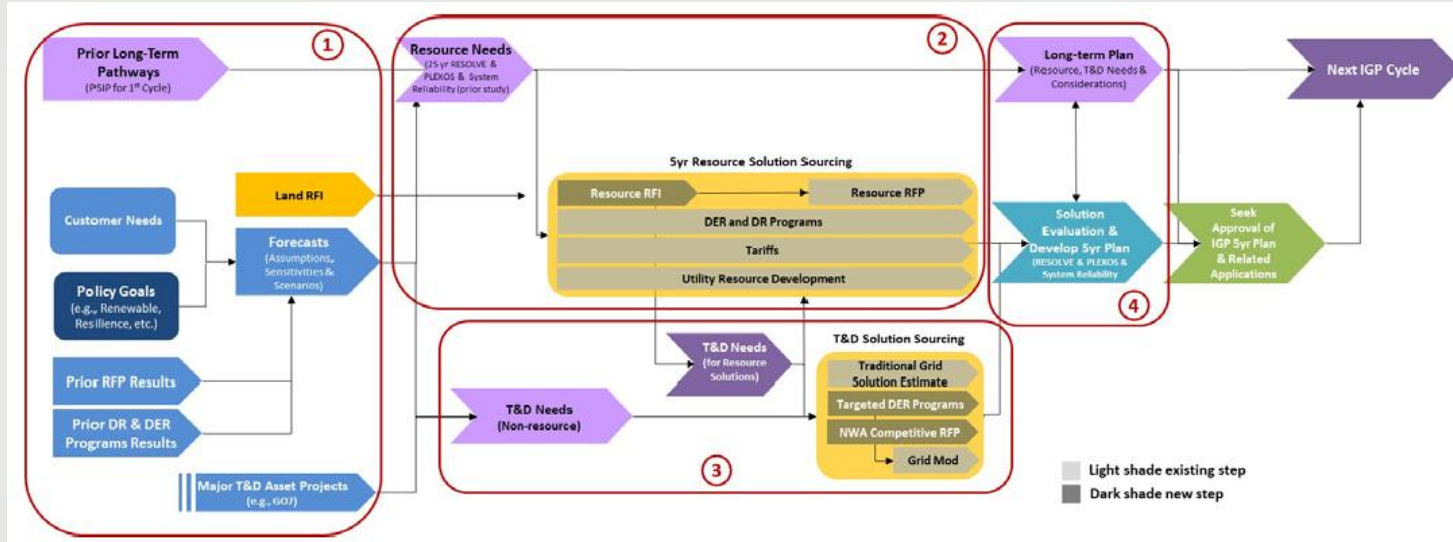 1
Prior Long-Term
Pathways
(PSIP for 1st Cycle)
Customer Needs
Policy Goals
(e.g., Renewable,
Resilience, etc.)
Land RFI
Forecasts
(Assumptions,
Sensitivities &
Scenarios)
Prior RFP Results
Prior DR & DER
Programs Results
Major T&D Asset Projects
(e.g., GO7)
2
Resource Needs
(25 yr RESOLVE &
PLEXOS & System
Reliability (prior study)
5yr Resource Solution Sourcing
Resource RFI
Resource RFP
DER and DR Programs
Tariffs
Utility Resource Development
T&D Needs
(for Resource
Solutions)
T&D Needs
(Non-resource)
T&D Solution Sourcing
Traditional Grid
Solution Estimate
Targeted DER Programs
NWA Competitive RFP
Grid Mod
3
Long-term Plan
(Resource, T&D Needs &
Considerations)
Solution
Evaluation &
Develop 5yr Plan
(RESOLVE & PLEXOS &
System Reliability
4
Seek
Approval of
IGP 5yr Plan
& Related
Applications
Next IGP Cycle
Light shade existing step
Dark shade new step